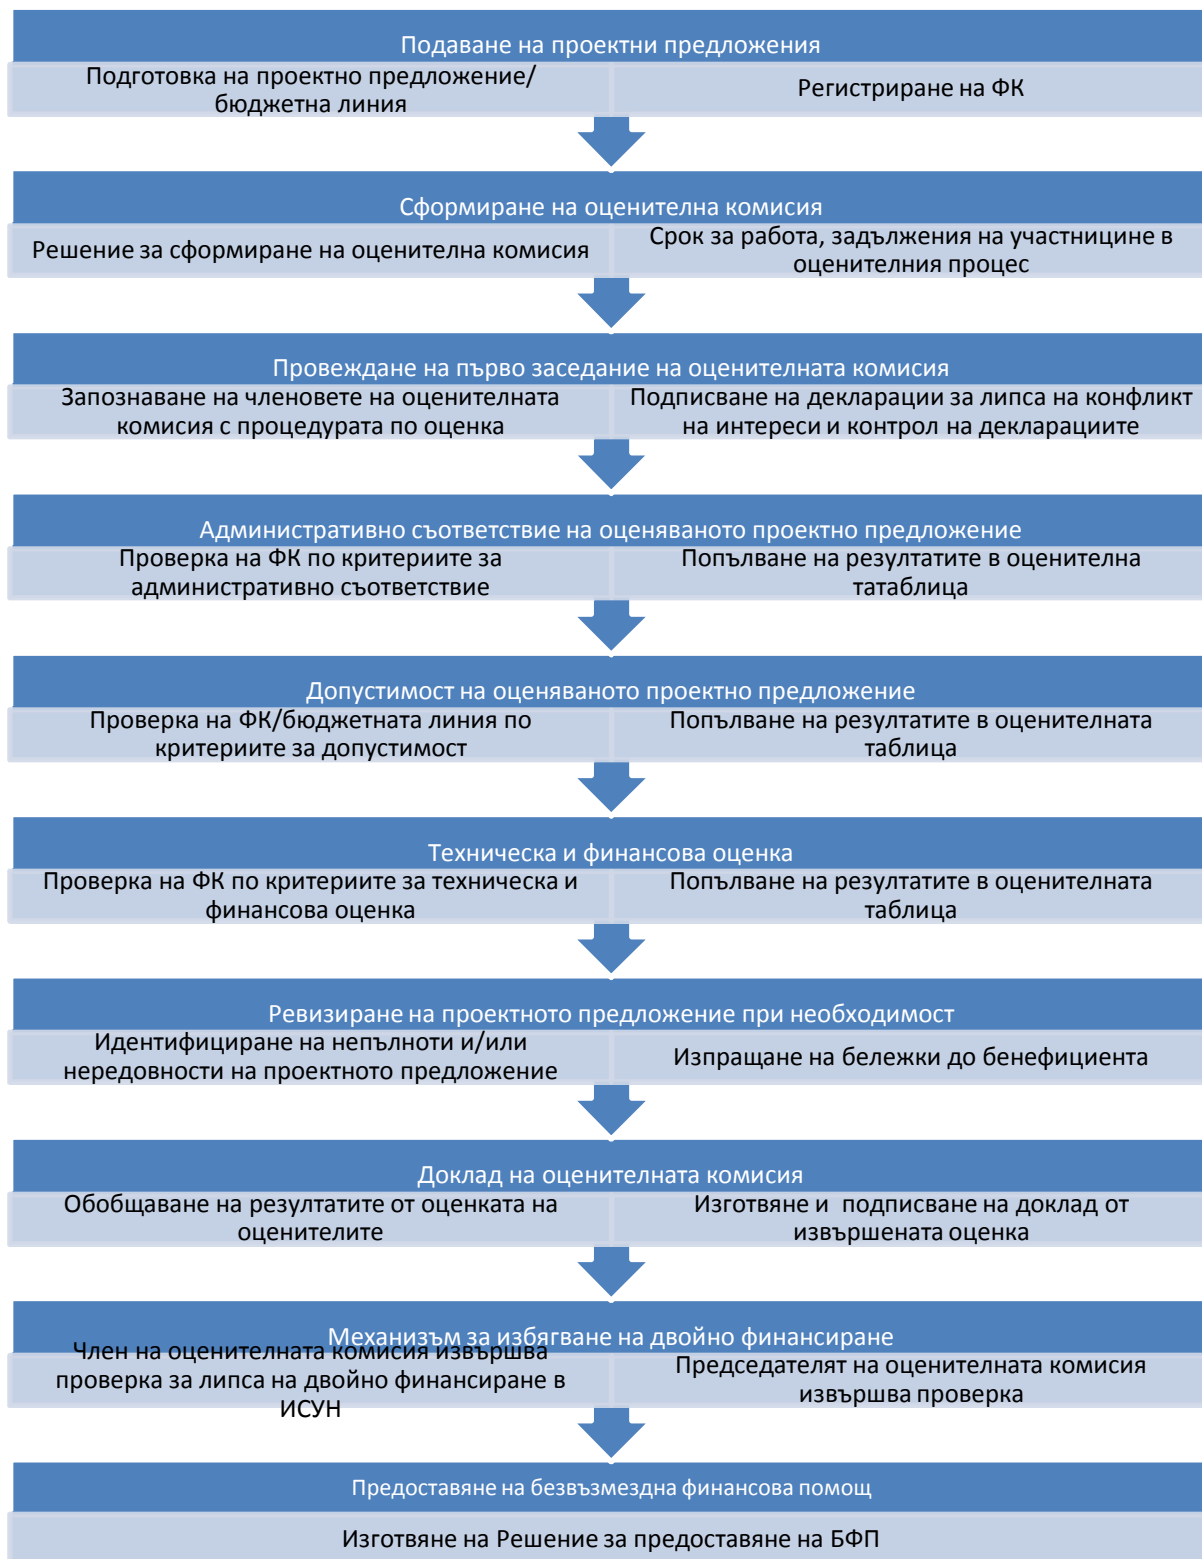 Подаване на проектни предложения
Подготовка на проектно предложение/
бюджетна линия
Регистриране на ФК
Сформиране на оценителна комисия
Решение за сформиране на оценителна комисия
Срок за работа, задължения на участницине в
оценителния процес
Провеждане на първо заседание на оценителната комисия
Запознаване на членовете на оценителната
комисия с процедурата по оценка
Подписване на декларации за липса на конфликт
на интереси и контрол на декларациите
Административно съответствие на оценяваното проектно предложение
Проверка на ФК по критериите за
административно съответствие
Попълване на резултатите в оценителна
татаблица
Допустимост на оценяваното проектно предложение
Проверка на ФК/бюджетната линия по
критериите за допустимост
Попълване на резултатите в оценителната
таблица
Техническа и финансова оценка
Проверка на ФК по критериите за техническа и
финансова оценка
Попълване на резултатите в оценителната
таблица
Ревизиране на проектното предложение при необходимост
Идентифициране на непълноти и/или
нередовности на проектното предложение
Изпращане на бележки до бенефициента
Доклад на оценителната комисия
Обобщаване на резултатите от оценката на
оценителите
Изготвяне и  подписване на доклад от
извършената оценка
Механизъм за избягване на двойно финансиране
Член на оценителната комисия извършва
проверка за липса на двойно финансиране в
ИСУН
Председателят на оценителната комисия
извършва проверка
Предоставяне на безвъзмездна финансова помощ
Изготвяне на Решение за предоставяне на БФП